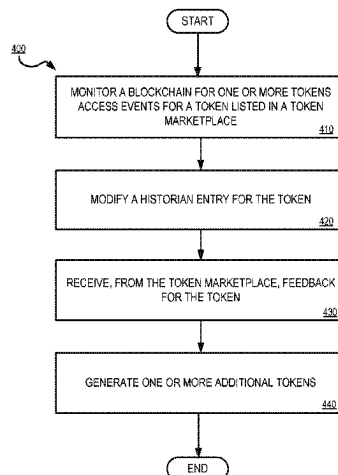 START
400
MONITOR A BLOCKCHAIN FOR ONE OR MORE TOKENS
ACCESS EVENTS FOR A TOKEN LISTED IN A TOKEN
MARKETPLACE
410
MODIFY A HISTORIAN ENTRY FOR THE TOKEN
420
RECEIVE, FROM THE TOKEN MARKETPLACE, FEEDBACK
FOR THE TOKEN
430
GENERATE ONE OR MORE ADDITIONAL TOKENS
440
END